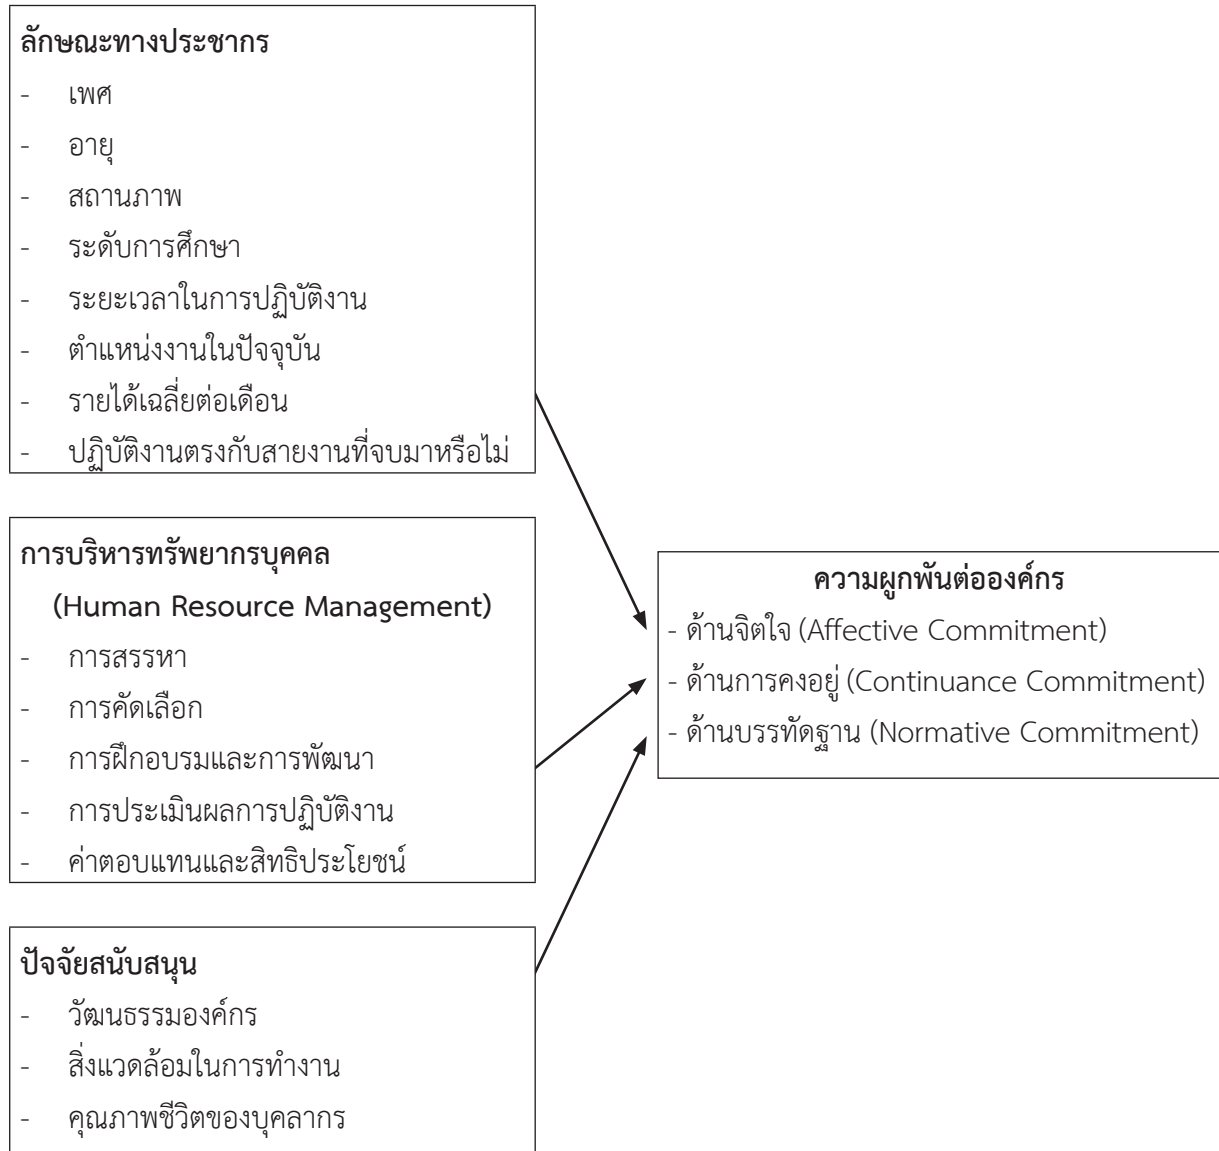 ลักษณะทางประชากร
- เพศ
- อายุ
- สถานภาพ
- ระดับการศึกษา
- ระยะเวลาในการปฏิบัติงาน
- ตำแหน่งงานในปัจจุบัน
- รายได้เฉลี่ยต่อเดือน
- ปฏิบัติงานตรงกับสายงานที่จบมาหรือไม่
การบริหารทรัพยากรบุคคล
(Human Resource Management)
- การสรรหา
- การคัดเลือก
- การฝึกอบรมและการพัฒนา
- การประเมินผลการปฏิบัติงาน
- ค่าตอบแทนและสิทธิประโยชน์
ปัจจัยสนับสนุน
- วัฒนธรรมองค์กร
- สิ่งแวดล้อมในการทำงาน
- คุณภาพชีวิตของบุคลากร
ความผูกพันต่อองค์กร
- ด้านจิตใจ (Affective Commitment)
- ด้านการคงอยู่ (Continuance Commitment)
- ด้านบรรทัดฐาน (Normative Commitment)